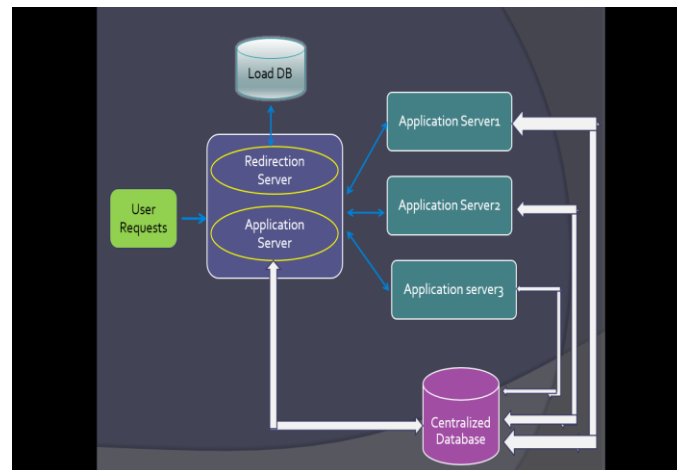 Load DB
Application Server1
Redirection
Server
User
Requests
Application
Server
Application Server2
Application server3
Centralized
Database